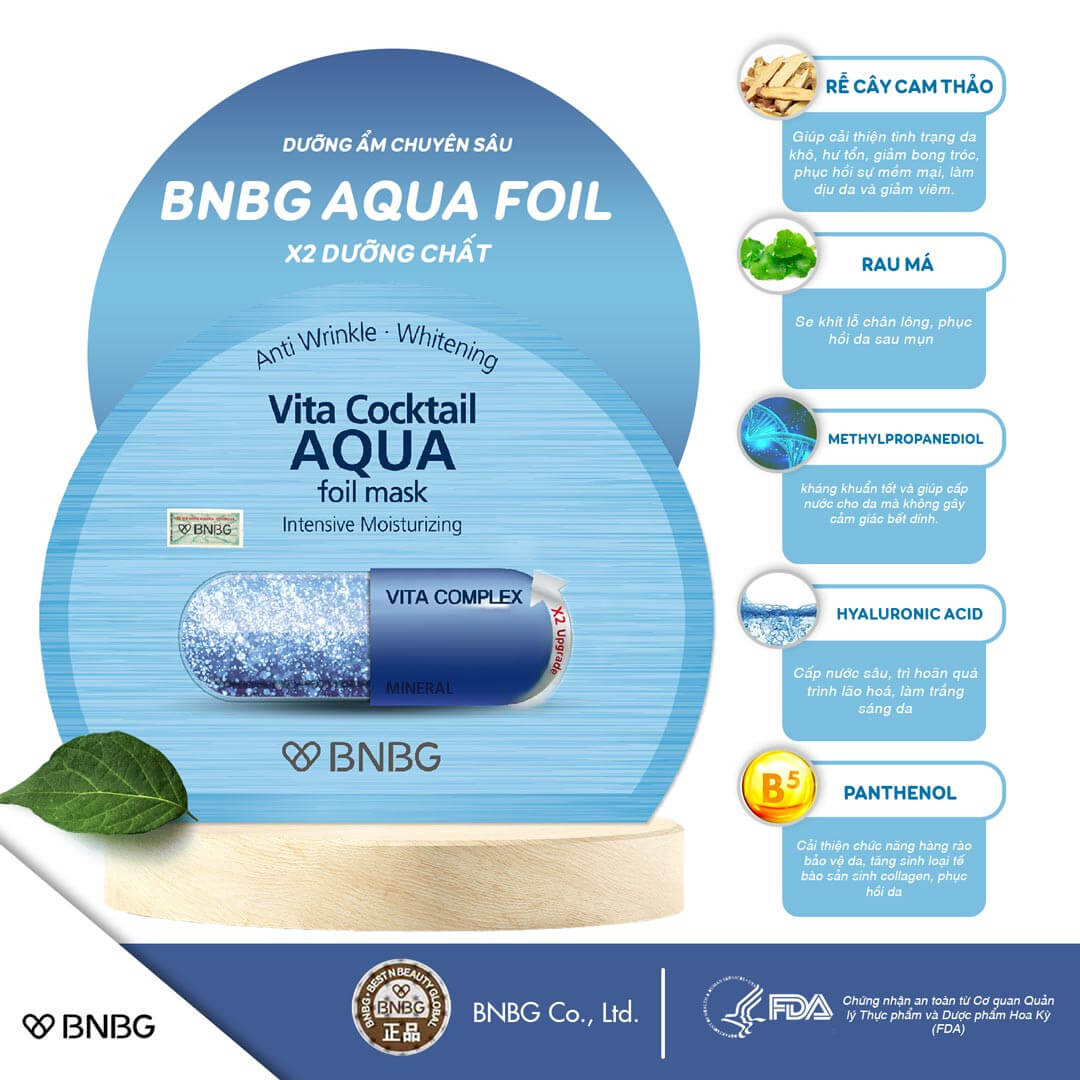 DƯỠNG ẨM CHUYÊN SÂU
BNBG AQUA FOIL
X2 DƯỠNG CHẤT
Anti Wrinkle · Whitening
Vita Cocktail
AQUA
foil mask
Intensive Moisturizing
BNBG
VITA COMPLEX
X2 Upgrade
MINERAL
BNBG
RỄ CÂY CAM THẢO
Giúp cải thiện tình trạng da
khô, hư tổn, giảm bong tróc,
phục hồi sự mềm mại, làm
dịu da và giảm viêm.
RAU MÁ
Se khít lỗ chân lông, phục
hồi da sau mụn
METHYLPROPANEDIOL
kháng khuẩn tốt và giúp cấp
nước cho da mà không gây
cảm giác bết dính.
HYALURONIC ACID
Cấp nước sâu, trì hoãn quá
trình lão hoá, làm trắng
sáng da
B5
PANTHENOL
Cải thiện chức năng hàng rào
bảo vệ da, tăng sinh loại tế
bào sản sinh collagen, phục
hồi da
BNBG
BNBG · BEST N BEAUTY GLOBAL
BNBG
正品
BNBG Co., Ltd.
FDA
Chứng nhận an toàn từ Cơ quan Quản
lý Thực phẩm và Dược phẩm Hoa Kỳ
(FDA)